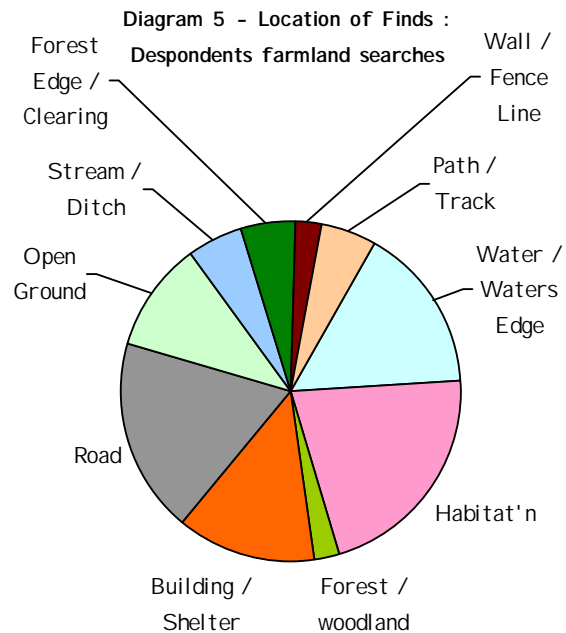 Diagram 5 - Location of Finds :
Despondents farmland searches
Forest
Edge /
Clearing
Wall /
Fence
Line
Stream /
Ditch
Path /
Track
Open
Ground
Water /
Waters
Edge
Road
Habitat'n
Building /
Shelter
Forest /
woodland